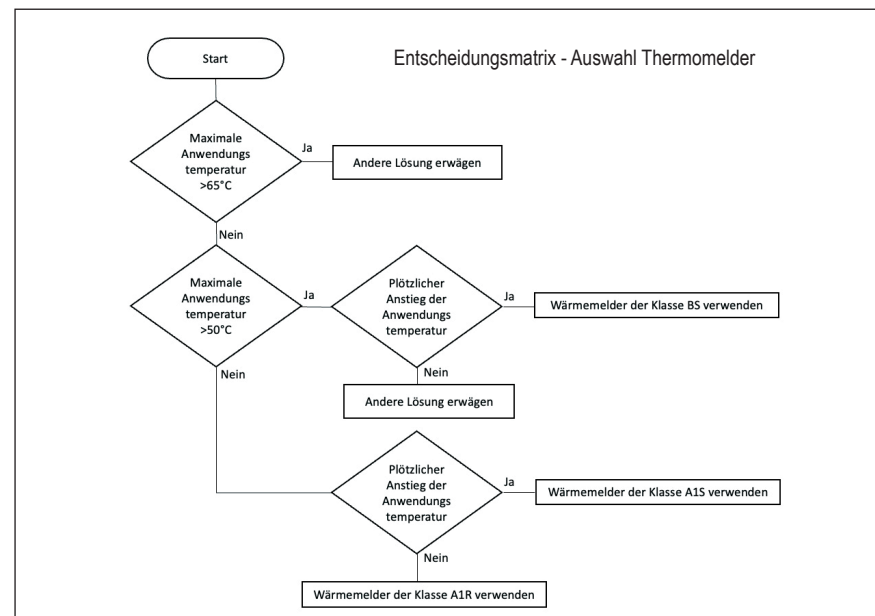 Start
Entscheidungsmatrix - Auswahl Thermomelder
Maximale
Anwendungs
temperatur
>65°C
Ja
Andere Lösung erwägen
Nein
Maximale
Anwendungs
temperatur
>50°C
Ja
Plötzlicher
Anstieg der
Anwendungs
temperatur
Ja
Wärmemelder der Klasse BS verwenden
Nein
Nein
Andere Lösung erwägen
Plötzlicher
Anstieg der
Anwendungs
temperatur
Ja
Wärmemelder der Klasse A1S verwenden
Nein
Wärmemelder der Klasse A1R verwenden